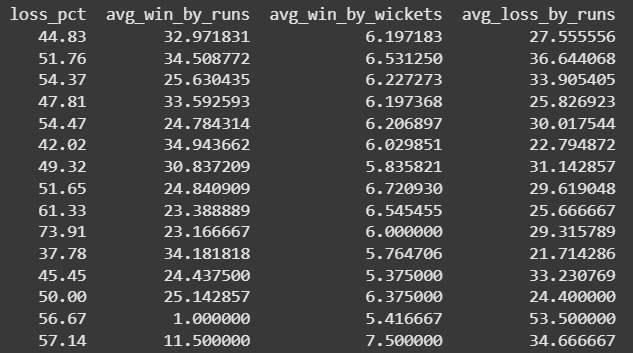 loss_pct avg_win_by_runs avg_win_by_wickets avg_loss_by_runs
44.83 32.971831 6.197183 27.555556
51.76 34.508772 6.531250 36.644068
54.37 25.630435 6.227273 33.905405
47.81 33.592593 6.197368 25.826923
54.47 24.784314 6.206897 30.017544
42.02 34.943662 6.029851 22.794872
49.32 30.837209 5.835821 31.142857
51.65 24.840909 6.720930 29.619048
61.33 23.388889 6.545455 25.666667
73.91 23.166667 6.000000 29.315789
37.78 34.181818 5.764706 21.714286
45.45 24.437500 5.375000 33.230769
50.00 25.142857 6.375000 24.400000
56.67 1.000000 5.416667 53.500000
57.14 11.500000 7.500000 34.666667